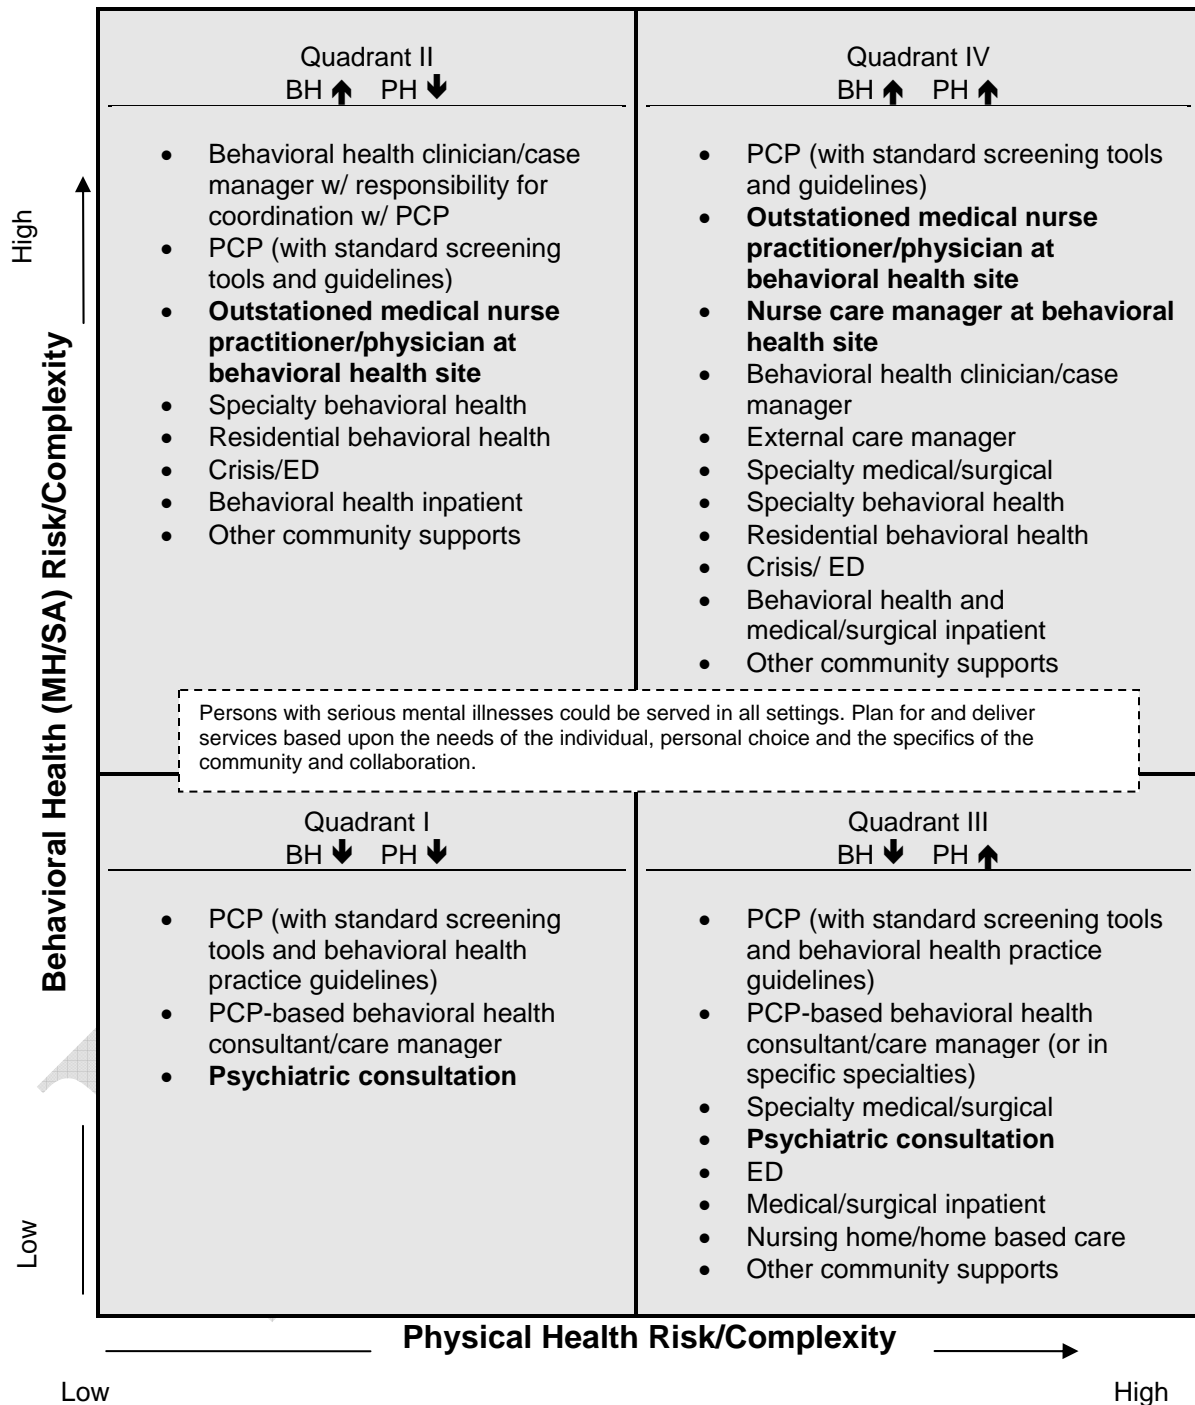 Quadrant II
BH ↑ PH ↓
• Behavioral health clinician/case
manager w/ responsibility for
coordination w/ PCP
• PCP (with standard screening
tools and guidelines)
• Outstationed medical nurse
practitioner/physician at
behavioral health site
• Specialty behavioral health
• Residential behavioral health
• Crisis/ED
• Behavioral health inpatient
• Other community supports
Quadrant IV
BH ↑ PH ↑
• PCP (with standard screening tools
and guidelines)
• Outstationed medical nurse
practitioner/physician at
behavioral health site
• Nurse care manager at behavioral
health site
• Behavioral health clinician/case
manager
• External care manager
• Specialty medical/surgical
• Specialty behavioral health
• Residential behavioral health
• Crisis/ ED
• Behavioral health and
medical/surgical inpatient
• Other community supports
Persons with serious mental illnesses could be served in all settings. Plan for and deliver
services based upon the needs of the individual, personal choice and the specifics of the
community and collaboration.
Quadrant I
BH ↓ PH ↓
• PCP (with standard screening
tools and behavioral health
practice guidelines)
• PCP-based behavioral health
consultant/care manager
• Psychiatric consultation
Quadrant III
BH ↓ PH ↑
• PCP (with standard screening tools
and behavioral health practice
guidelines)
• PCP-based behavioral health
consultant/care manager (or in
specific specialties)
• Specialty medical/surgical
• Psychiatric consultation
• ED
• Medical/surgical inpatient
• Nursing home/home based care
• Other community supports
High
Behavioral Health (MH/SA) Risk/Complexity
Low
Physical Health Risk/Complexity
Low
High